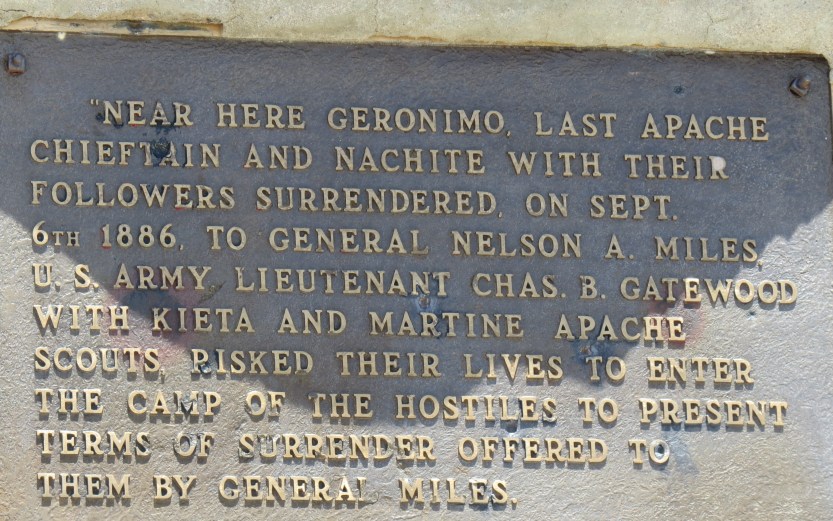 "NEAR HERE GERONIMO, LAST APACHE
CHIEFTAIN AND NACHITE WITH THEIR
FOLLOWERS SURRENDERED, ON SEPT.
6TH 1886, TO GENERAL NELSON A. MILES,
U. S. ARMY. LIEUTENANT CHAS. B. GATEWOOD
WITH KIETA AND MARTINE APACHE
SCOUTS, RISKED THEIR LIVES TO ENTER
THE CAMP OF THE HOSTILES TO PRESENT
TERMS OF SURRENDER OFFERED TO
THEM BY GENERAL MILES.